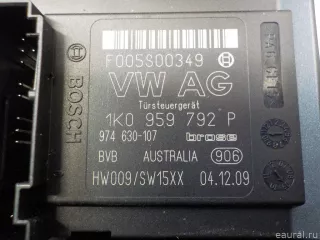 F005S00349
VW AG
Türsteuergerät
1K0 959 792 P
974 630-107 brose
BVB AUSTRALIA 906
HW009/SW15XX 04.12.09
BOSCH
eaural.ru